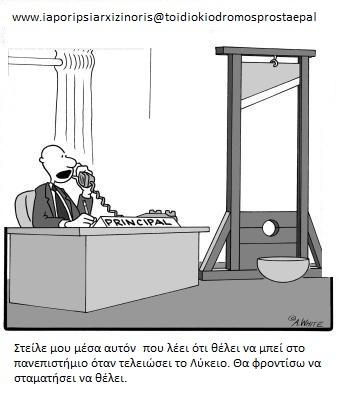 www.iaporipsiarxizinoris@toidiokiodromosprostaepal
PRINCIPAL
@A.WHITE
Στείλε μου μέσα αυτόν που λέει ότι θέλει να μπεί στο
πανεπιστήμιο όταν τελειώσει το Λύκειο. Θα φροντίσω να
σταματήσει να θέλει.